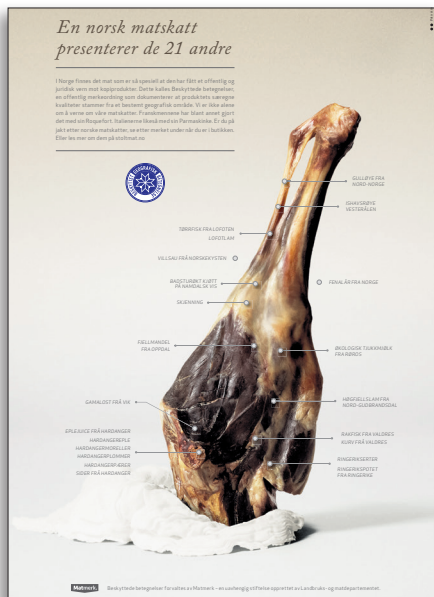 En norsk matskatt
presenterer de 21 andre
I Norge finnes det mat som er så spesiell at den har fått et offentlig og
juridisk vern mot kopiprodukter. Dette kalles Beskyttede betegnelser,
en offentlig merkeordning som dokumenterer at produktets særegne
kvaliteter stammer fra et bestemt geografisk område. Vi er ikke alene
om å verne om våre matskatter. Franskmennene har blant annet gjort
det med sin Roquefort. Italienerne likeså med sin Parmaskinke. Er du på
jakt etter norske matskatter, se etter merket under når du er i butikken.
Eller les mer om dem på stoltmat.no
GULLØYE FRA
NORD-NORGE
ISHAVSRØYE
VESTERÅLEN
TØRRFISK FRA LOFOTEN
LOFOTLAM
VILLSAU FRÅ NORSKEKYSTEN
BADSTURØKT KJØTT
PÅ NAMDALSK VIS
FENALÅR FRA NORGE
SKJENNING
FJELLMANDEL
FRA OPPDAL
ØKOLOGISK TJUKKMJØLK
FRA RØROS
GAMALOST FRÅ VIK
HØGFJELLSLAM FRA
NORD-GUDBRANDSDAL
EPLEJUICE FRÅ HARDANGER
HARDANGEREPLE
HARDANGERMORELLER
HARDANGERPLOMMER
HARDANGERPÆRER
SIDER FRÅ HARDANGER
RAKFISK FRA VALDRES
KURV FRÅ VALDRES
RINGERIKSERTER
RINGERIKSPOTET
FRA RINGERIKE
Matmerk.
Beskyttede betegnelser forvaltes av Matmerk – en uavhengig stiftelse opprettet av Landbruks- og matdepartementet.